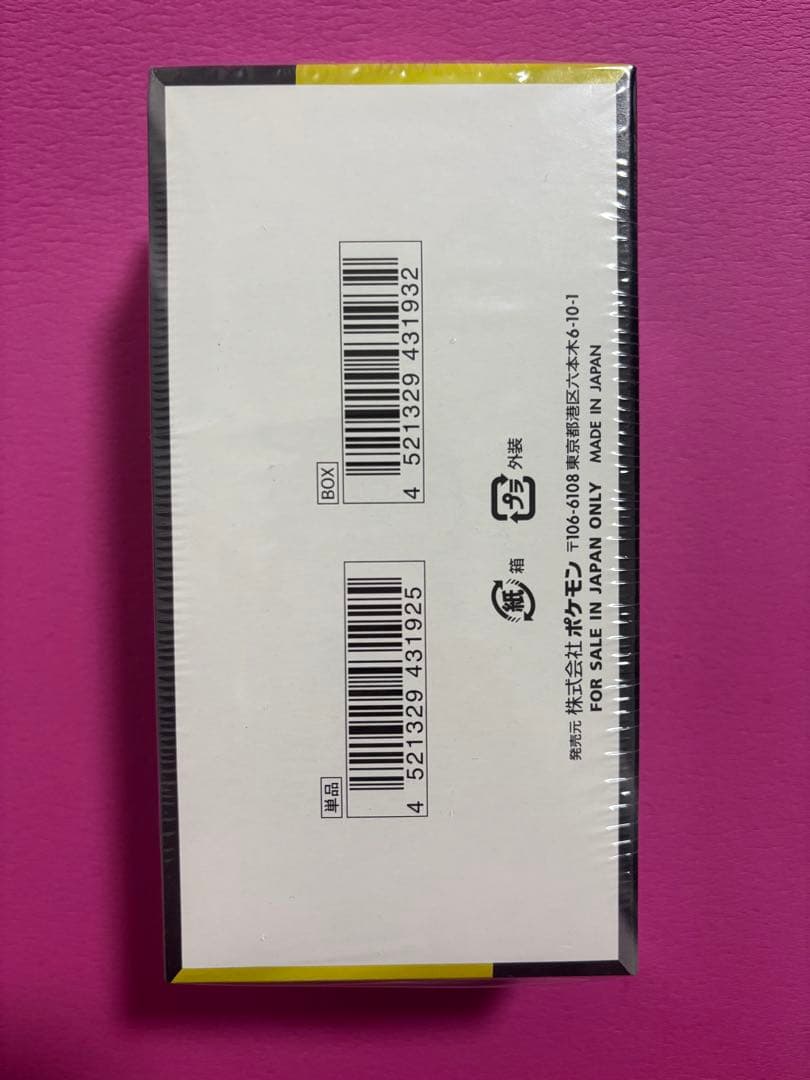 単品
4 521329 431925
BOX
4 521329 431932
紙 箱
プラ 外装
発売元 株式会社 ポケモン 〒106-6108 東京都港区六本木6-10-1
FOR SALE IN JAPAN ONLY MADE IN JAPAN